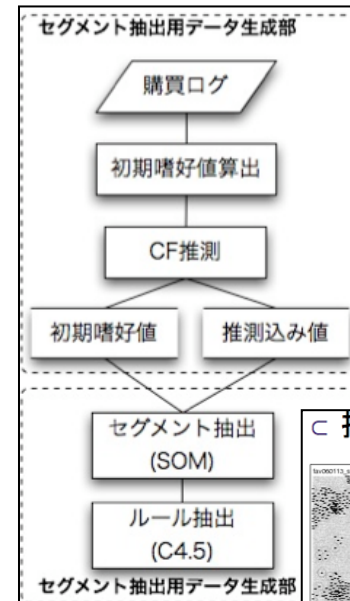 セグメント抽出用データ生成部
購買ログ
初期嗜好値算出
CF推測
初期嗜好値
推測込み値
セグメント抽出
(SOM)
ルール抽出
(C4.5)
セグメント抽出用データ生成部